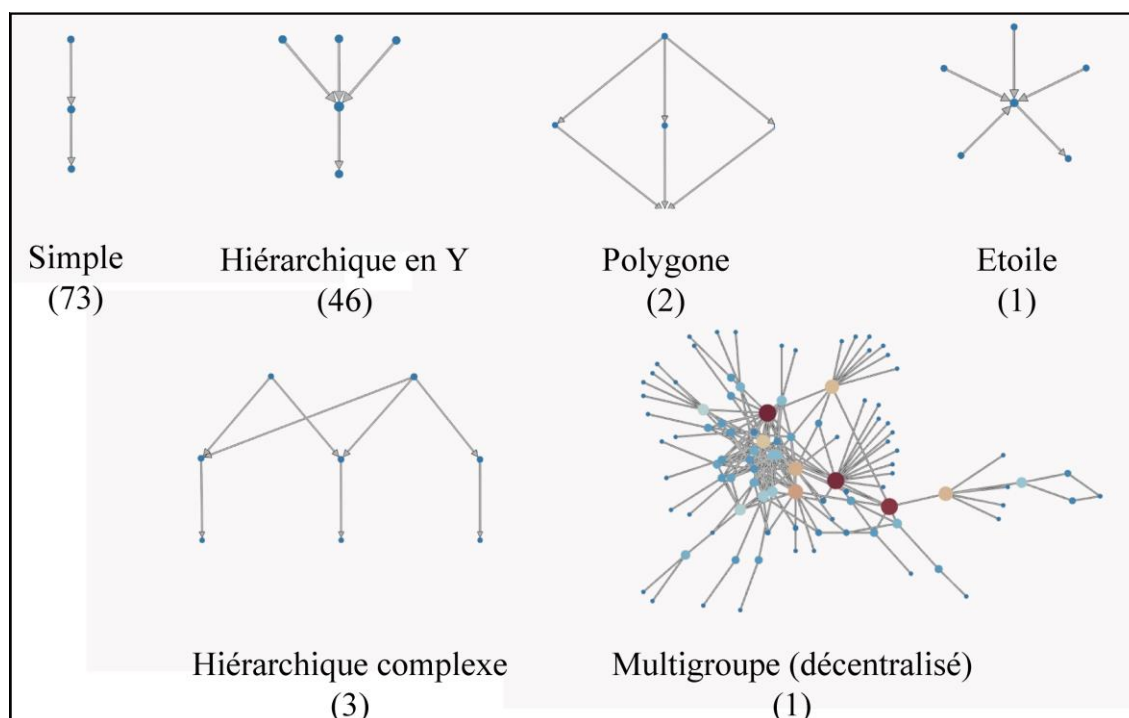 Simple
(73)
Hiérarchique en Y
(46)
Polygone
(2)
Etoile
(1)
Hiérarchique complexe
(3)
Multigroupe (décentralisé)
(1)